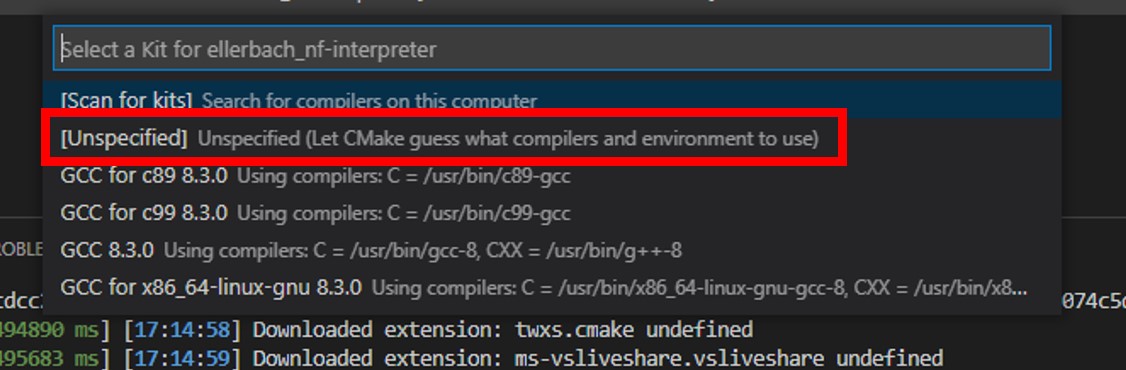 Select a Kit for ellerbach_nf-interpreter
[Scan for kits] Search for compilers on this computer
[Unspecified] Unspecified (Let CMake guess what compilers and environment to use)
GCC for c89 8.3.0 Using compilers: C = /usr/bin/c89-gcc
GCC for c99 8.3.0 Using compilers: C = /usr/bin/c99-gcc
GCC 8.3.0 Using compilers: C = /usr/bin/gcc-8, CXX = /usr/bin/g++-8
GCC for x86_64-linux-gnu 8.3.0 Using compilers: C = /usr/bin/x86_64-linux-gnu-gcc-8, CXX = /usr/bin/x8...
ROBLE
074c5
494890 ms] [17:14:58] Downloaded extension: twxs.cmake undefined
495683 ms] [17:14:59] Downloaded extension: ms-vsliveshare.vsliveshare undefined